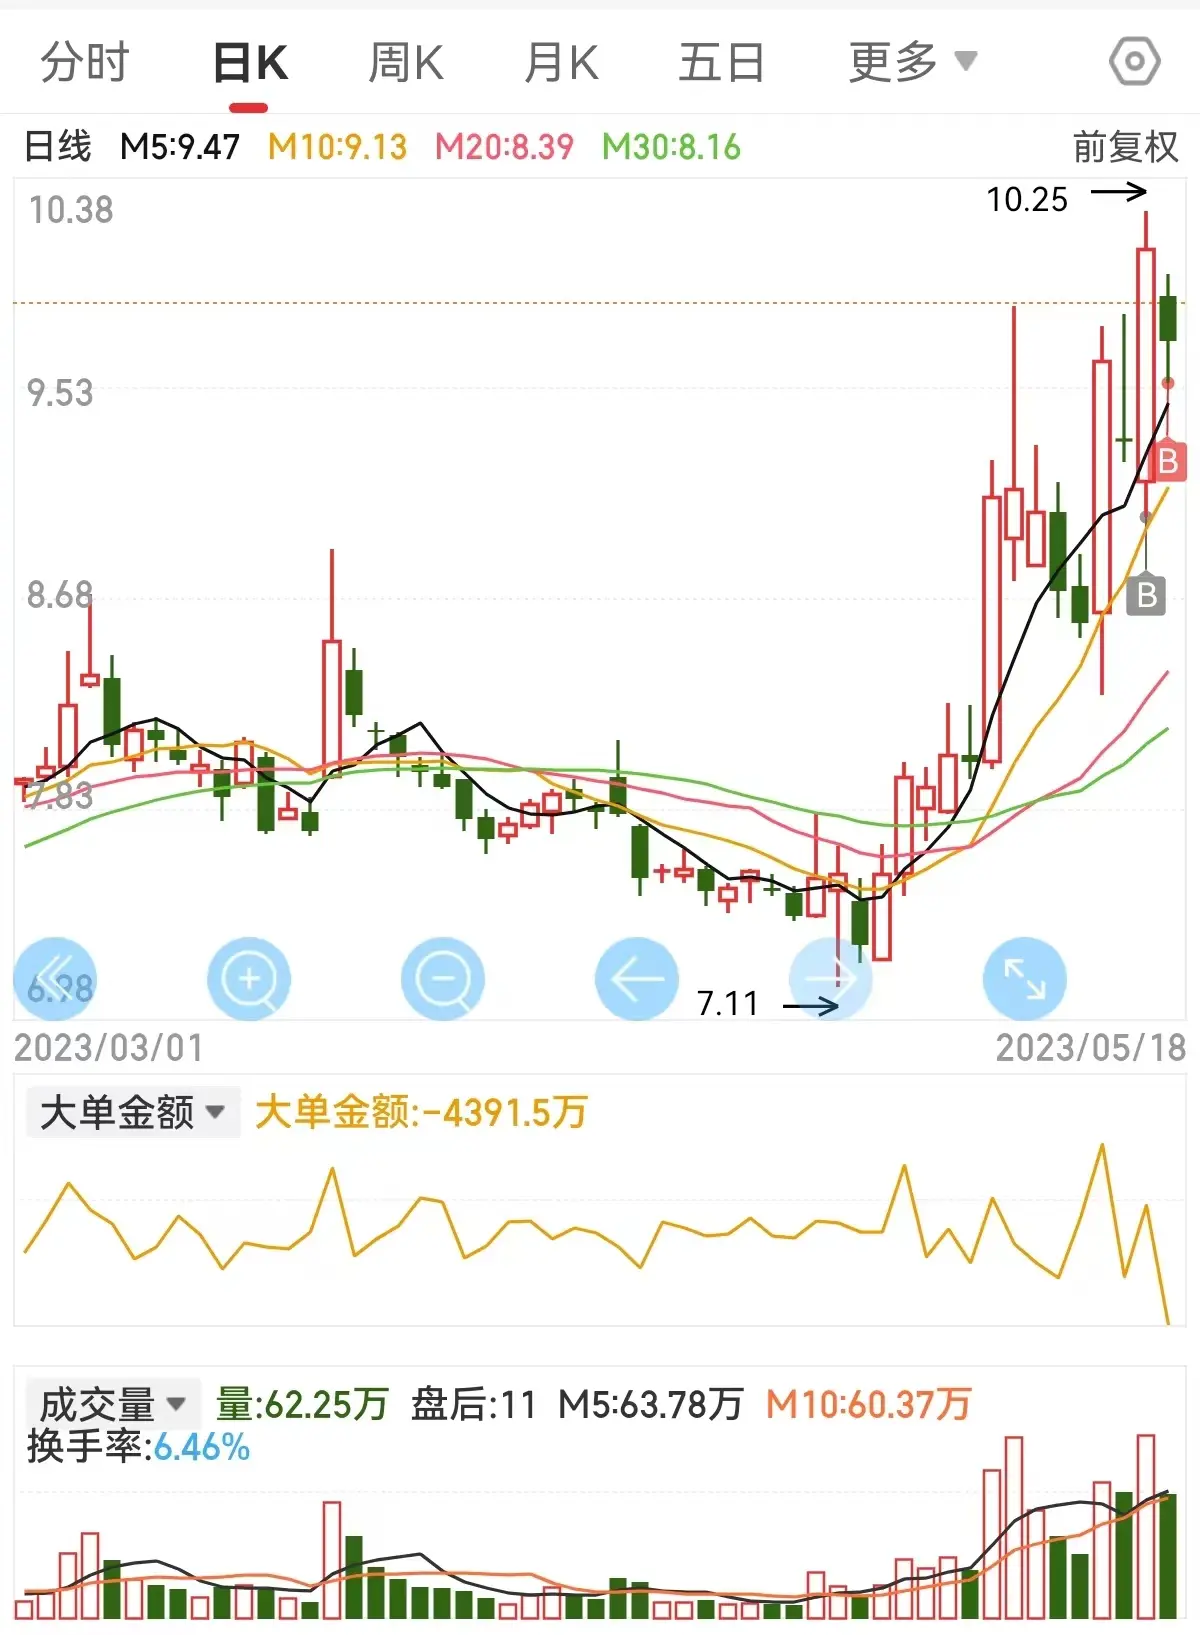 分时 日K 周K 月K 五日 更多
日线 M5:9.47 M10:9.13 M20:8.39 M30:8.16 前复权
10.38
10.25
9.53
B
8.68
B
7.83
6.98
7.11
2023/03/01 2023/05/18
大单金额 大单金额:-4391.5万
成交量 量:62.25万 盘后:11 M5:63.78万 M10:60.37万
换手率:6.46%